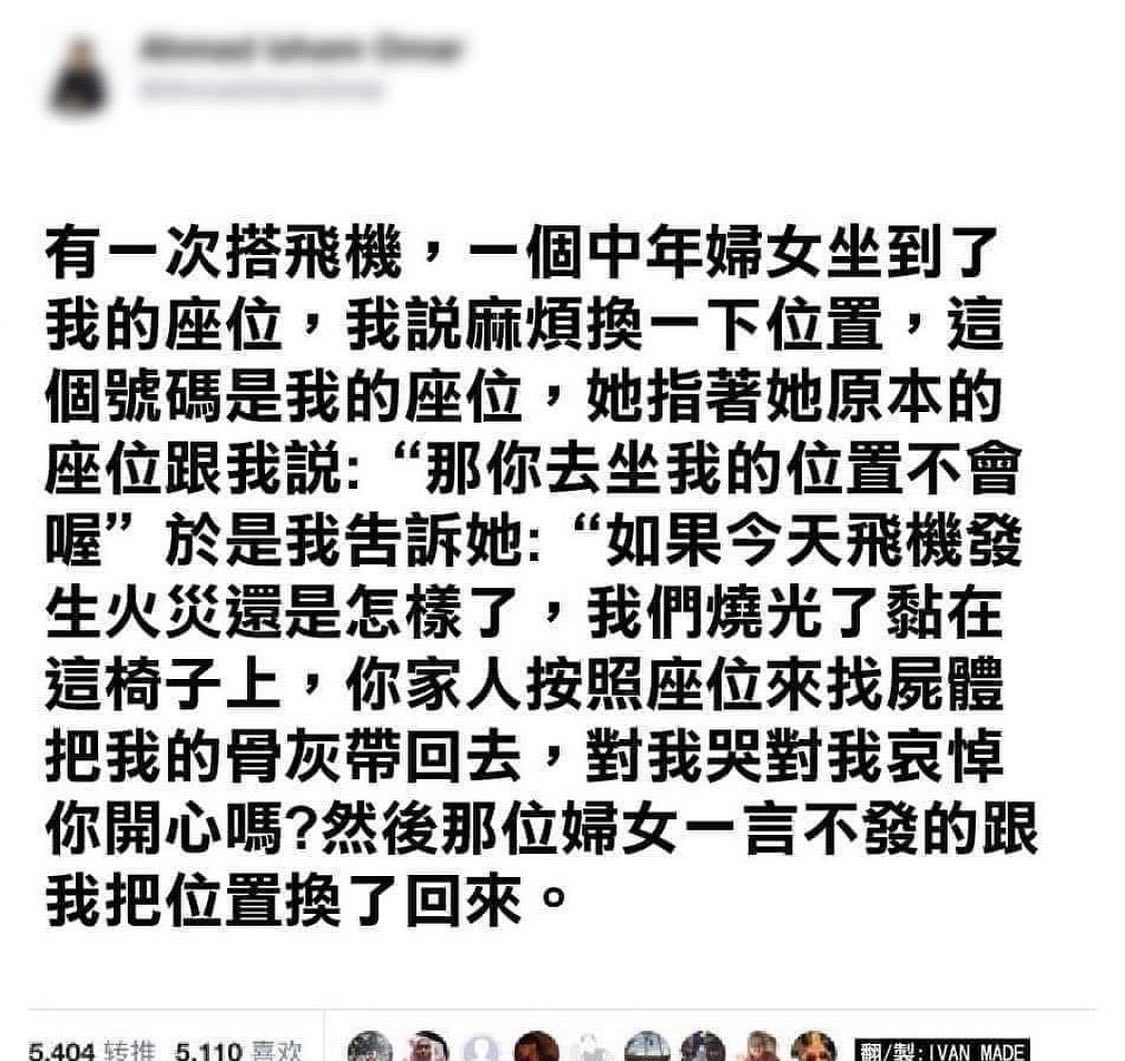 有一次搭飛機，一個中年婦女坐到了
我的座位，我説麻煩換一下位置，這
個號碼是我的座位，她指著她原本的
座位跟我説:“那你去坐我的位置不會
喔”於是我告訴她:“如果今天飛機發
生火災還是怎樣了，我們燒光了黏在
這椅子上，你家人按照座位來找屍體
把我的骨灰帶回去，對我哭對我哀悼
你開心嗎?然後那位婦女一言不發的跟
我把位置換了回來。
5.404 转推 5.110 喜欢
翻/製:IVAN MADE